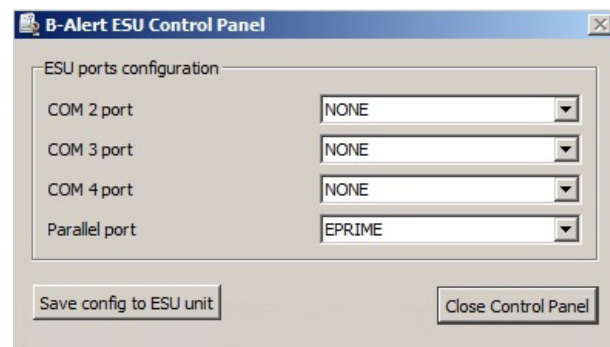 B-Alert ESU Control Panel
ESU ports configuration
COM 2 port NONE
COM 3 port NONE
COM 4 port NONE
Parallel port EPRIME
Save config to ESU unit Close Control Panel